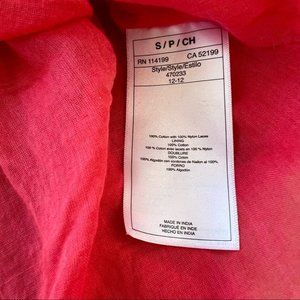 S / P / CH
RN 114199 CA 52199
Style/Style/Estilo
470233
12-12
100% Cotton with 100% Nylon Laces
LINING
100% Cotton
100 % Coton avec lacets en 100 % Nylon
DOUBLURE
100% Coton
100% Algodón con cordones de Nailon al 100%
FORRO
100% Algodón
MADE IN INDIA
FABRIQUÉ EN INDE
HECHO EN INDIA